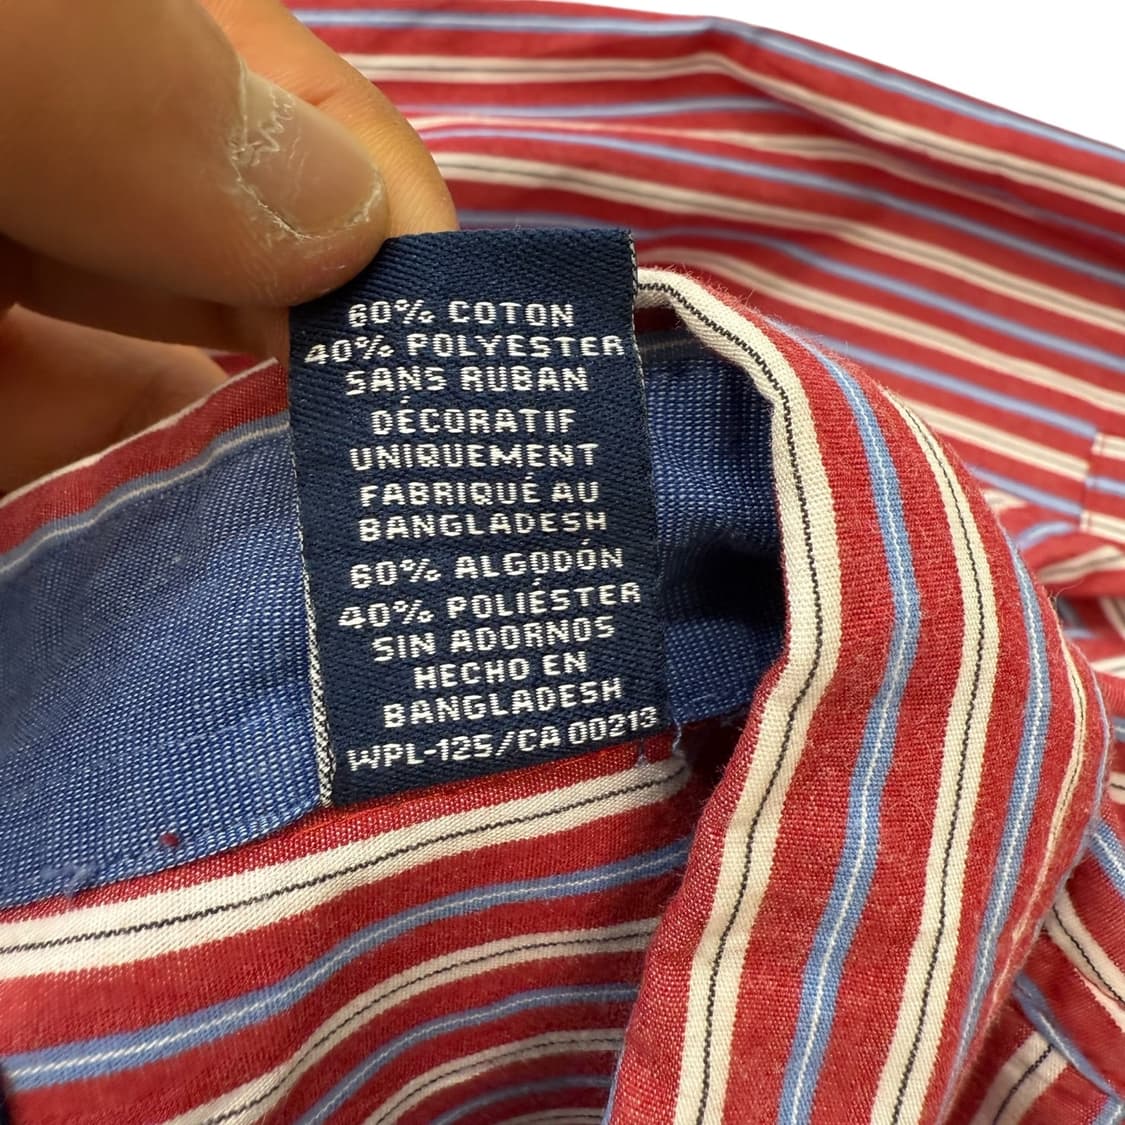 60% COTON
40% POLYESTER
SANS RUBAN
DÉCORATIF
UNIQUEMENT
FABRIQUÉ AU
BANGLADESH
60% ALGODÓN
40% POLIÉSTER
SIN ADORNOS
HECHO EN
BANGLADESH
WPL-125/CA 00213